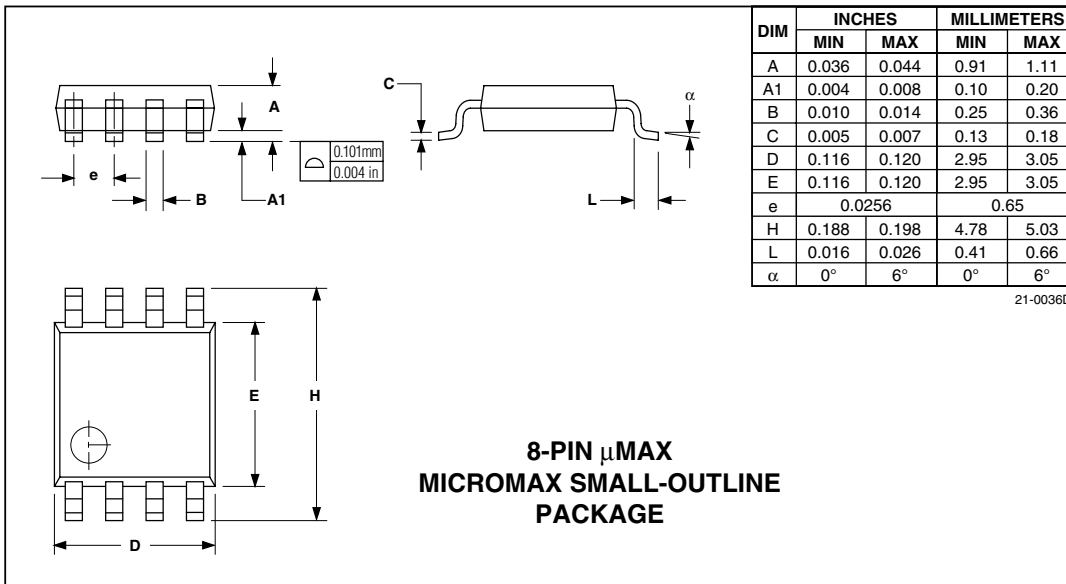 A
e
B
A1
0.101mm
0.004 in
C
α
L
DIM INCHES MILLIMETERS
MIN MAX MIN MAX
A 0.036 0.044 0.91 1.11
A1 0.004 0.008 0.10 0.20
B 0.010 0.014 0.25 0.36
C 0.005 0.007 0.13 0.18
D 0.116 0.120 2.95 3.05
E 0.116 0.120 2.95 3.05
e 0.0256 0.65
H 0.188 0.198 4.78 5.03
L 0.016 0.026 0.41 0.66
α 0° 6° 0° 6°
21-0036D
E
H
D
8-PIN µMAX
MICROMAX SMALL-OUTLINE
PACKAGE